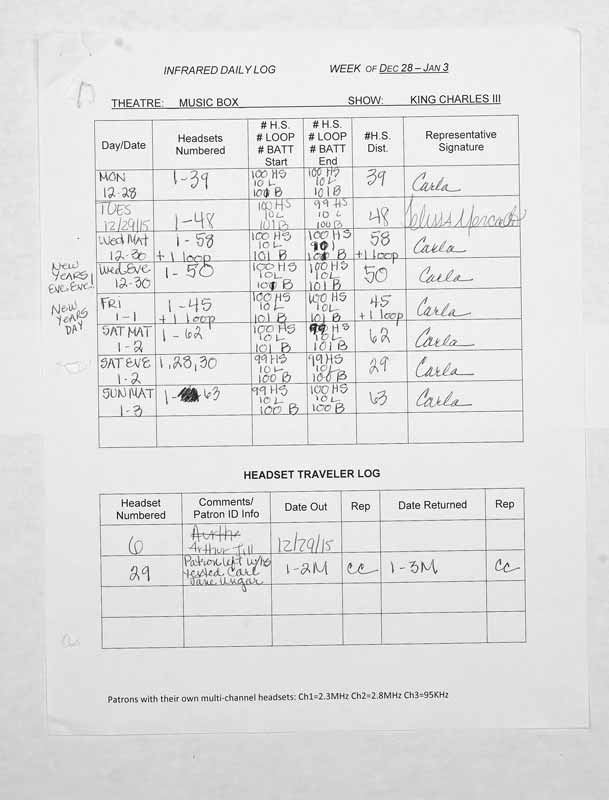 INFRARED DAILY LOG WEEK OF DEC 28 – JAN 3
THEATRE: MUSIC BOX SHOW: KING CHARLES III
Day/Date Headsets Numbered # H.S. # LOOP # BATT Start # H.S. # LOOP # BATT End #H.S. Dist. Representative Signature
MON 12-28 1-39 100 HS 10 L 101 B 100 HS 10 L 101 B 39 Carla
TUES 12/29/15 1-48 100 HS 10 L 101 B 99 HS 10 L 101 B 48
Wed MAT 12-30 1-58 +1 loop 100 HS 10 L 101 B 100 HS 58 +1 loop Carla
NEW YEARS EVE EVE!
Wed EVE 12-30 1-50 100 HS 10 L 100 HS 10 L 50 Carla
NEW YEARS DAY
FRI 1-1 1-45 +1 loop 100 HS 10 L 101 B 100 HS 10 L 101 B 45 +1 loop Carla
SAT MAT 1-2 1-62 100 HS 10 L 101 B 99 HS 10 L 101 B 62 Carla
SAT EVE 1-2 1,28,30 99 HS 10 L 100 B 99 HS 10 L 100 B 29 Carla
SUN MAT 1-3 1-63 99 HS 10 L 100 B 100 HS 10 L 100 B 63 Carla
HEADSET TRAVELER LOG
Headset Numbered Comments/ Patron ID Info Date Out Rep Date Returned Rep
6 Arthur Jill 12/29/15
29 Patron left w/hs 1-2M cc 1-3M cc
Jane Ungar
Patrons with their own multi-channel headsets: Ch1=2.3MHz Ch2=2.8MHz Ch3=95KHz